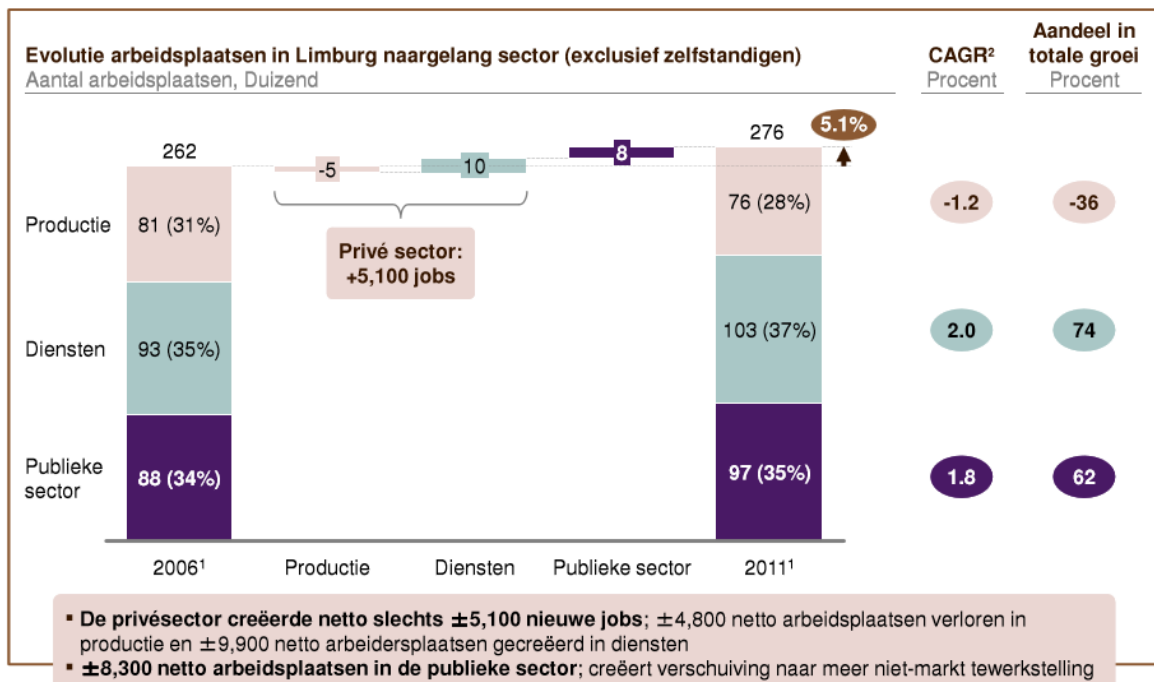 Evolutie arbeidsplaatsen in Limburg naargelang sector (exclusief zelfstandigen)
Aantal arbeidsplaatsen, Duizend
CAGR²
Procent
Aandeel in
totale groei
Procent
262
-5
10
8
276
5.1%
Productie
81 (31%)
76 (28%)
-1.2
-36
Privé sector:
+5,100 jobs
Diensten
93 (35%)
103 (37%)
2.0
74
Publieke
sector
88 (34%)
97 (35%)
1.8
62
2006¹
Productie
Diensten
Publieke sector
2011¹
▪ De privésector creëerde netto slechts ±5,100 nieuwe jobs; ±4,800 netto arbeidsplaatsen verloren in
productie en ±9,900 netto arbeidersplaatsen gecreëerd in diensten
▪ ±8,300 netto arbeidsplaatsen in de publieke sector; creëert verschuiving naar meer niet-markt tewerkstelling